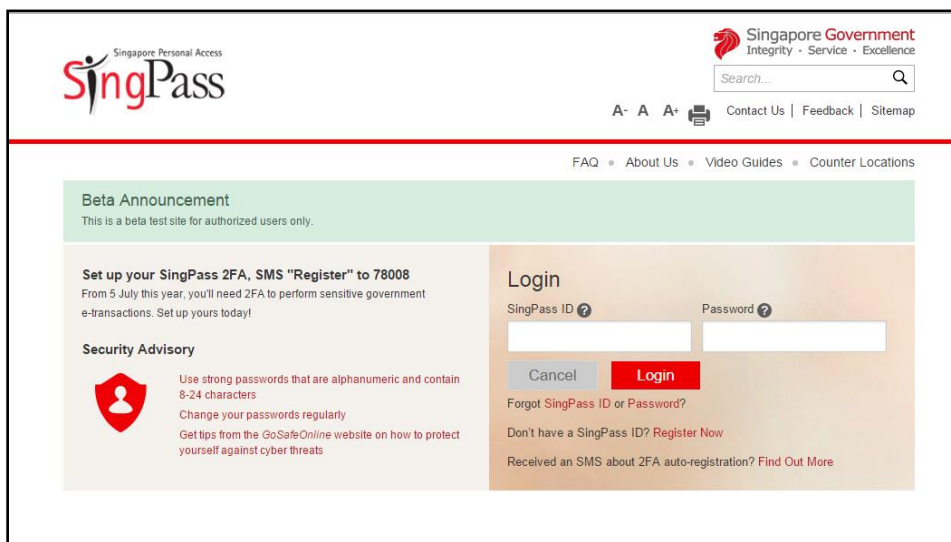 Singapore Personal Access
SingPass
Singapore Government
Integrity · Service · Excellence
Search...
A- A A+ Contact Us | Feedback | Sitemap
FAQ • About Us • Video Guides • Counter Locations
Beta Announcement
This is a beta test site for authorized users only.
Set up your SingPass 2FA, SMS "Register" to 78008
From 5 July this year, you'll need 2FA to perform sensitive government
e-transactions. Set up yours today!
Security Advisory
Use strong passwords that are alphanumeric and contain
8-24 characters
Change your passwords regularly
Get tips from the GoSafeOnline website on how to protect
yourself against cyber threats
Login
SingPass ID ? Password ?
Cancel Login
Forgot SingPass ID or Password?
Don't have a SingPass ID? Register Now
Received an SMS about 2FA auto-registration? Find Out More